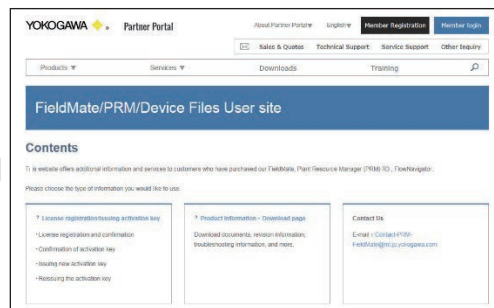 YOKOGAWA Partner Portal
About Partner Portal English Member Registration Member login
Sales & Quotes Technical Support Service Support Other Inquiry
Products Services Downloads Training
FieldMate/PRM/Device Files User site
Contents
This website offers additional information and services to customers who have purchased our FieldMate, Plant Resource Manager (PRM) , FlowNavigator.
Please choose the type of information you would like to use.
License registration/Issuing activation key
・License registration and confirmation
・Confirmation of activation key
・Issuing new activation key
・Reissuing the activation key
Product Information・Download page
Download documents, revision information,
troubleshooting information, and more.
Contact Us
E-mail : Contact-PRM-
FieldMate@ml.jp.yokogawa.com